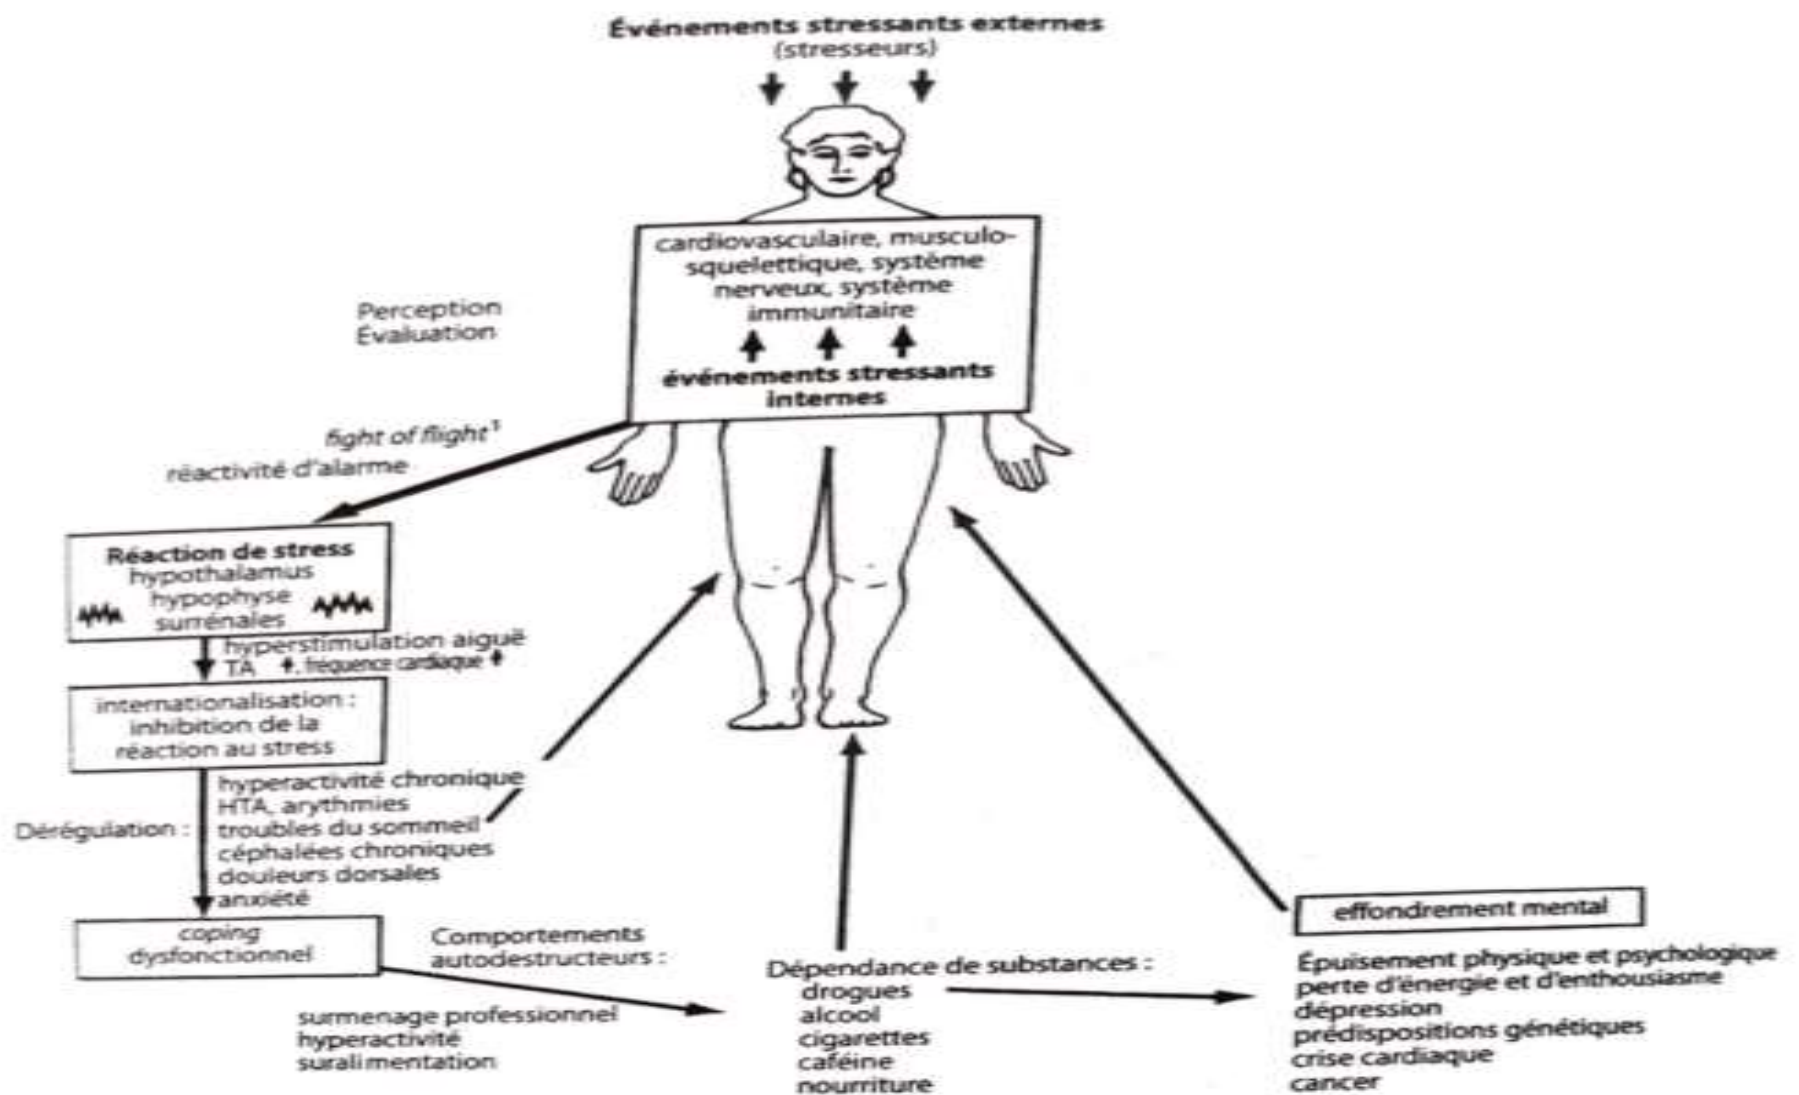 Événements stressants externes
(stresseurs)
cardiovasculaire, musculo-
squelettique, système
nerveux, système
immunitaire
événements stressants
internes
Perception
Évaluation
fight of flight¹
réactivité d'alarme
Réaction de stress
hypothalamus
hypophyse
surrénales
hyperstimulation aiguë
TA ↑, fréquence cardiaque ↑
internationalisation :
inhibition de la
réaction au stress
Dérégulation :
hyperactivité chronique
HTA, arythmies
troubles du sommeil
céphalées chroniques
douleurs dorsales
anxiété
coping
dysfonctionnel
Comportements
autodestructeurs :
surmenage professionnel
hyperactivité
suralimentation
Dépendance de substances :
drogues
alcool
cigarettes
caféine
nourriture
effondrement mental
Épuisement physique et psychologique
perte d'énergie et d'enthousiasme
dépression
prédispositions génétiques
crise cardiaque
cancer